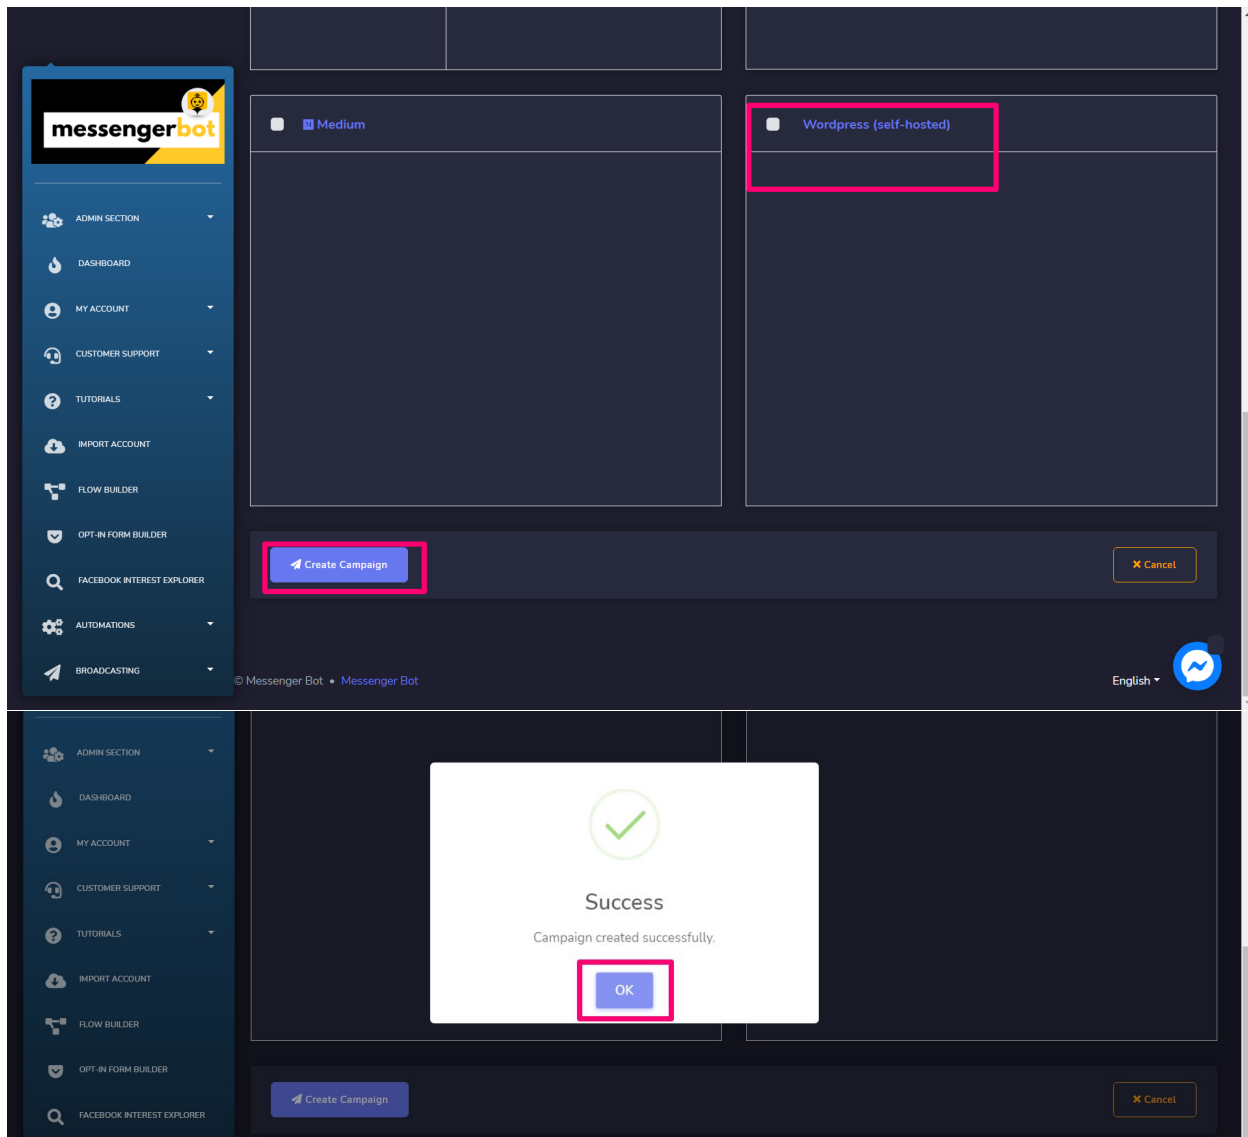 messengerbot
ADMIN SECTION
DASHBOARD
MY ACCOUNT
CUSTOMER SUPPORT
TUTORIALS
IMPORT ACCOUNT
FLOW BUILDER
OPT-IN FORM BUILDER
FACEBOOK INTEREST EXPLORER
AUTOMATIONS
BROADCASTING
Medium
Wordpress (self-hosted)
Create Campaign
Cancel
© Messenger Bot • Messenger Bot
English
ADMIN SECTION
DASHBOARD
MY ACCOUNT
CUSTOMER SUPPORT
TUTORIALS
IMPORT ACCOUNT
FLOW BUILDER
OPT-IN FORM BUILDER
FACEBOOK INTEREST EXPLORER
Success
Campaign created successfully.
OK
Create Campaign
Cancel